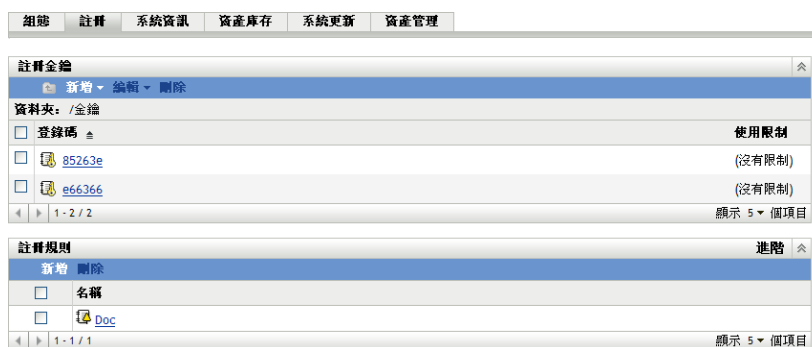 組態 註冊 系統資訊 資產庫存 系統更新 資產管理
註冊金鑰
新增 編輯 刪除
資料夾: /金鑰
登錄碼 使用限制
85263e (沒有限制)
e66366 (沒有限制)
1 - 2 / 2 顯示 5 個項目
註冊規則 進階
新增 刪除
名稱
Doc
1 - 1 / 1 顯示 5 個項目